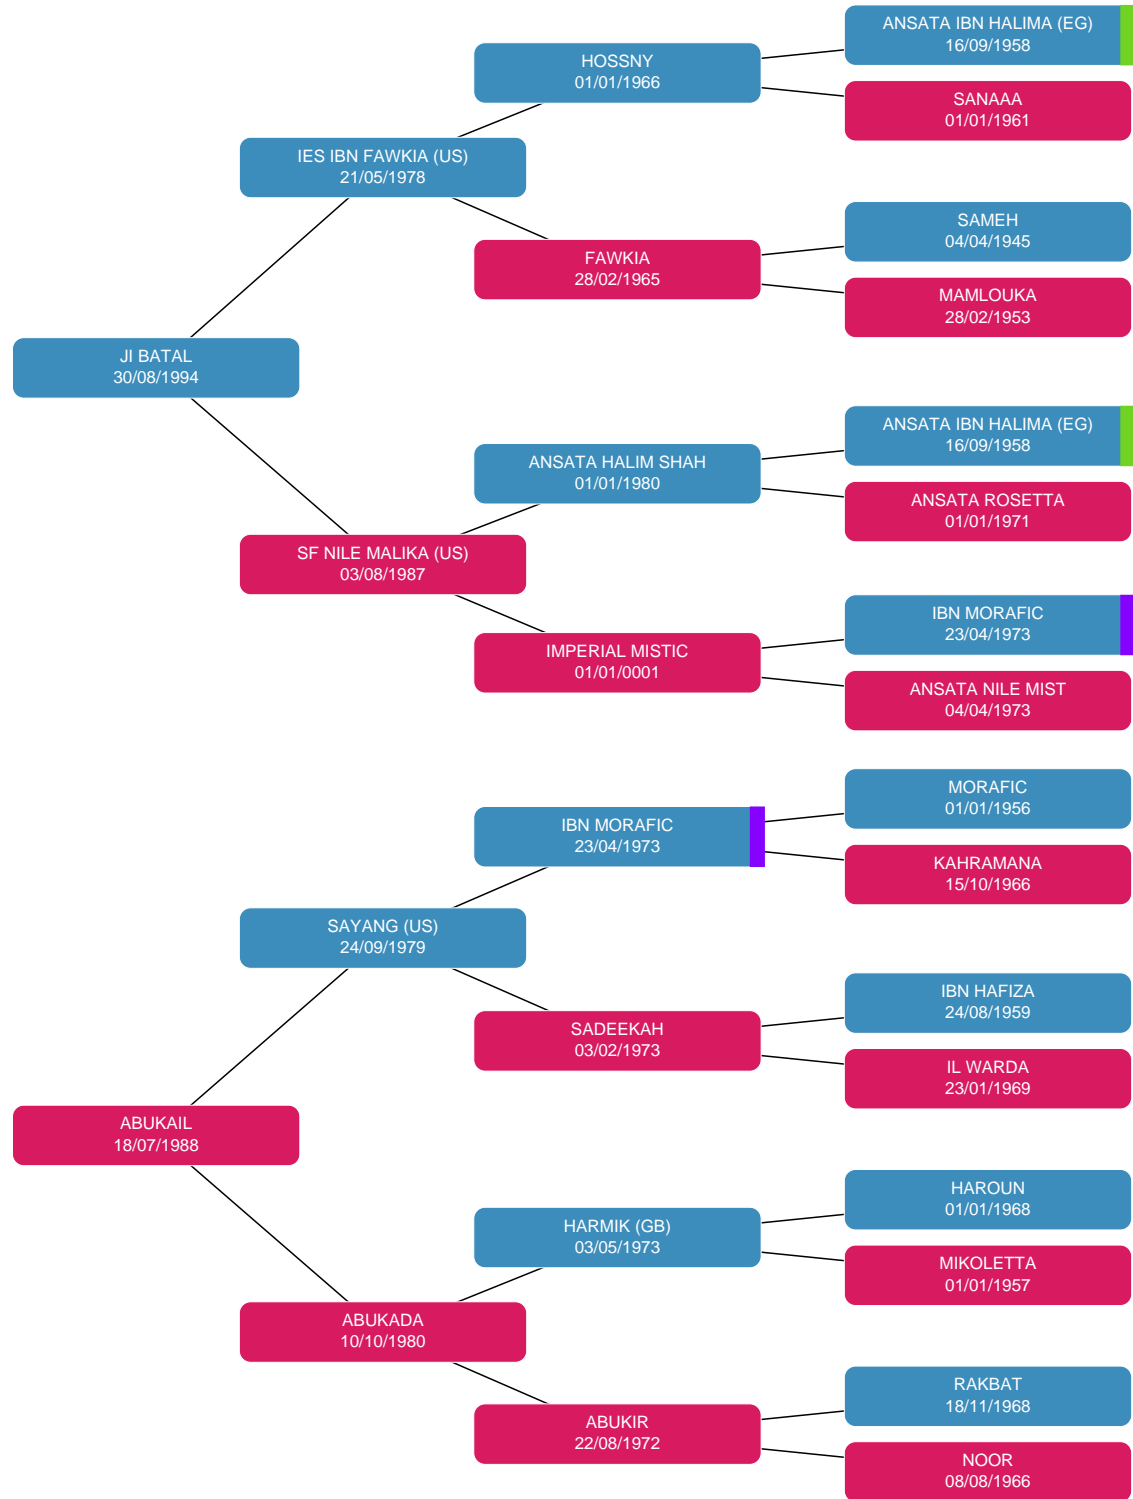 ANSATA IBN HALIMA (EG)
16/09/1958
HOSSNY
01/01/1966
SANAAA
01/01/1961
IES IBN FAWKIA (US)
21/05/1978
SAMEH
04/04/1945
FAWKIA
28/02/1965
MAMLOUKA
28/02/1953
JI BATAL
30/08/1994
ANSATA IBN HALIMA (EG)
16/09/1958
ANSATA HALIM SHAH
01/01/1980
ANSATA ROSETTA
01/01/1971
SF NILE MALIKA (US)
03/08/1987
IBN MORAFIC
23/04/1973
IMPERIAL MISTIC
01/01/0001
ANSATA NILE MIST
04/04/1973
MORAFIC
01/01/1956
IBN MORAFIC
23/04/1973
KAHRAMANA
15/10/1966
SAYANG (US)
24/09/1979
IBN HAFIZA
24/08/1959
SADEEKAH
03/02/1973
IL WARDA
23/01/1969
ABUKAIL
18/07/1988
HAROUN
01/01/1968
HARMIK (GB)
03/05/1973
MIKOLETTA
01/01/1957
ABUKADA
10/10/1980
RAKBAT
18/11/1968
ABUKIR
22/08/1972
NOOR
08/08/1966